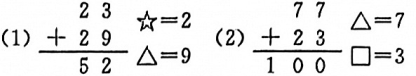 (1) 2 3 ☆=2 (2) 7 7 △=7
+ 2 9 △=9 + 2 3 □=3
5 2 1 0 0